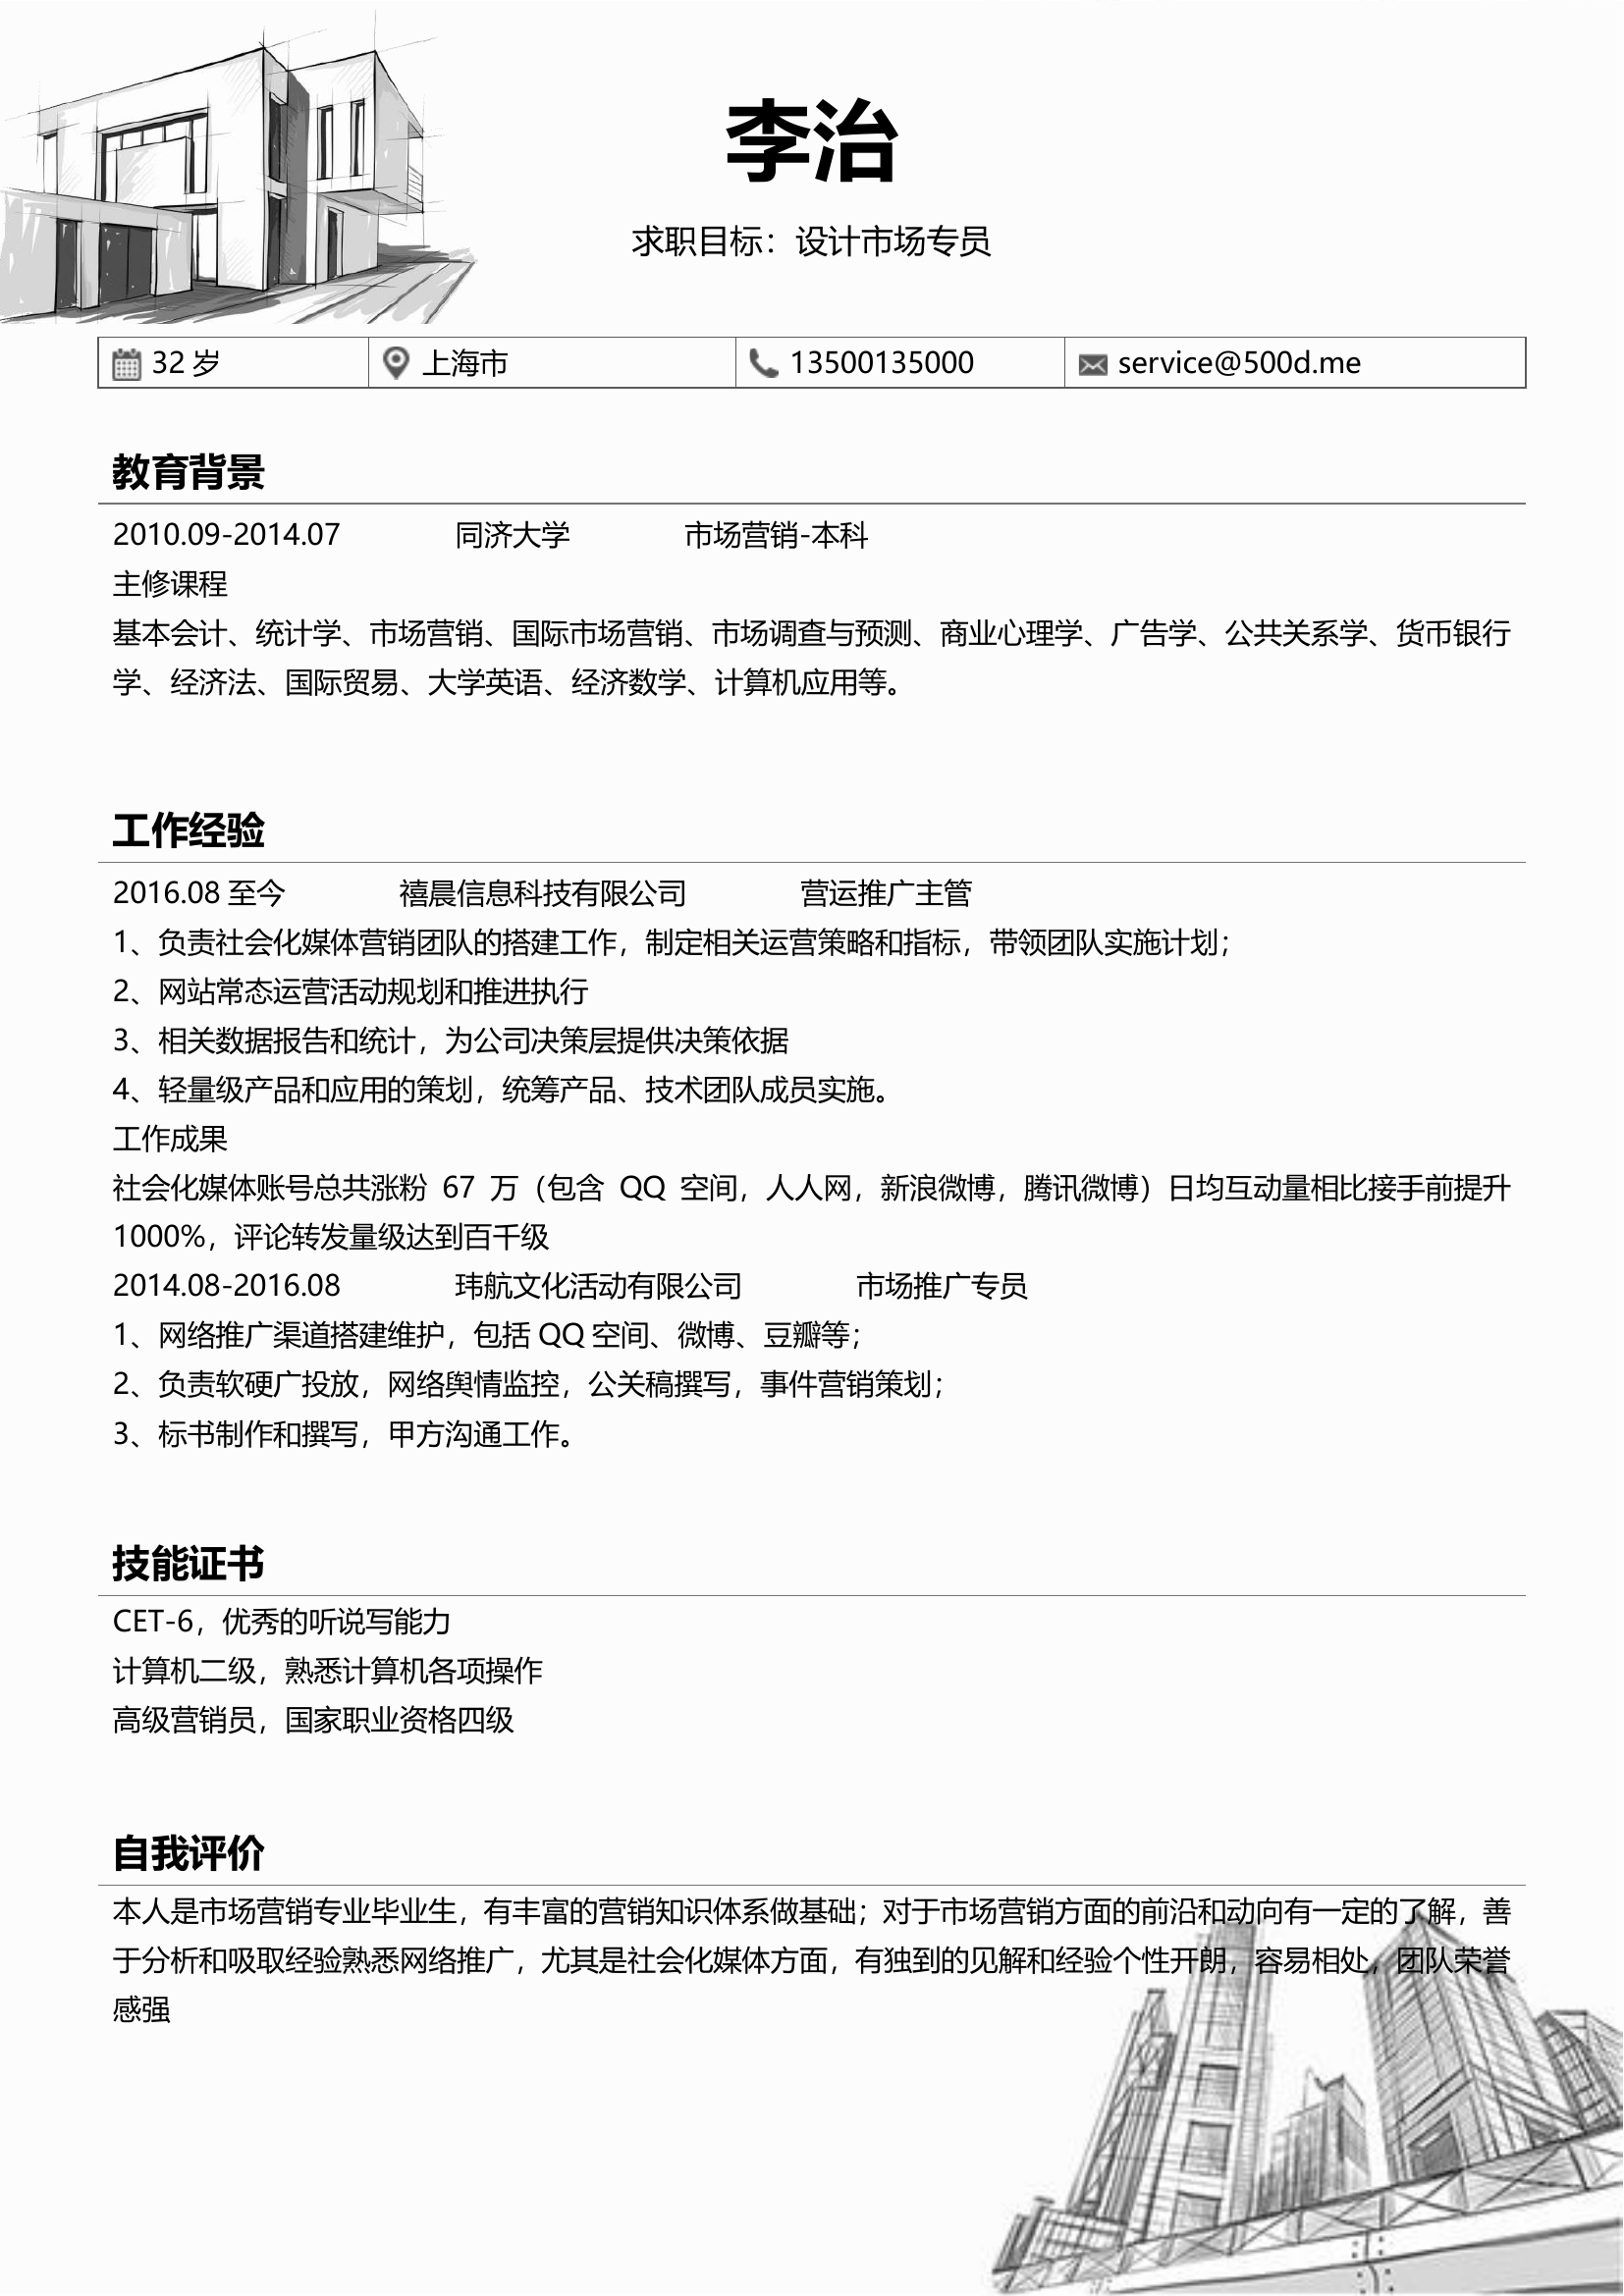 李治
求职目标：设计市场专员
32 岁 上海市 13500135000 service@500d.me
教育背景
2010.09-2014.07 同济大学 市场营销-本科
主修课程
基本会计、统计学、市场营销、国际市场营销、市场调查与预测、商业心理学、广告学、公共关系学、货币银行
学、经济法、国际贸易、大学英语、经济数学、计算机应用等。
工作经验
2016.08 至今 禧晨信息科技有限公司 营运推广主管
1、负责社会化媒体营销团队的搭建工作，制定相关运营策略和指标，带领团队实施计划；
2、网站常态运营活动规划和推进执行
3、相关数据报告和统计，为公司决策层提供决策依据
4、轻量级产品和应用的策划，统筹产品、技术团队成员实施。
工作成果
社会化媒体账号总共涨粉 67 万（包含 QQ 空间，人人网，新浪微博，腾讯微博）日均互动量相比接手前提升
1000%，评论转发量级达到百千级
2014.08-2016.08 玮航文化活动有限公司 市场推广专员
1、网络推广渠道搭建维护，包括 QQ 空间、微博、豆瓣等；
2、负责软硬广投放，网络舆情监控，公关稿撰写，事件营销策划；
3、标书制作和撰写，甲方沟通工作。
技能证书
CET-6，优秀的听说写能力
计算机二级，熟悉计算机各项操作
高级营销员，国家职业资格四级
自我评价
本人是市场营销专业毕业生，有丰富的营销知识体系做基础；对于市场营销方面的前沿和动向有一定的了解，善
于分析和吸取经验熟悉网络推广，尤其是社会化媒体方面，有独到的见解和经验个性开朗，容易相处，团队荣誉
感强